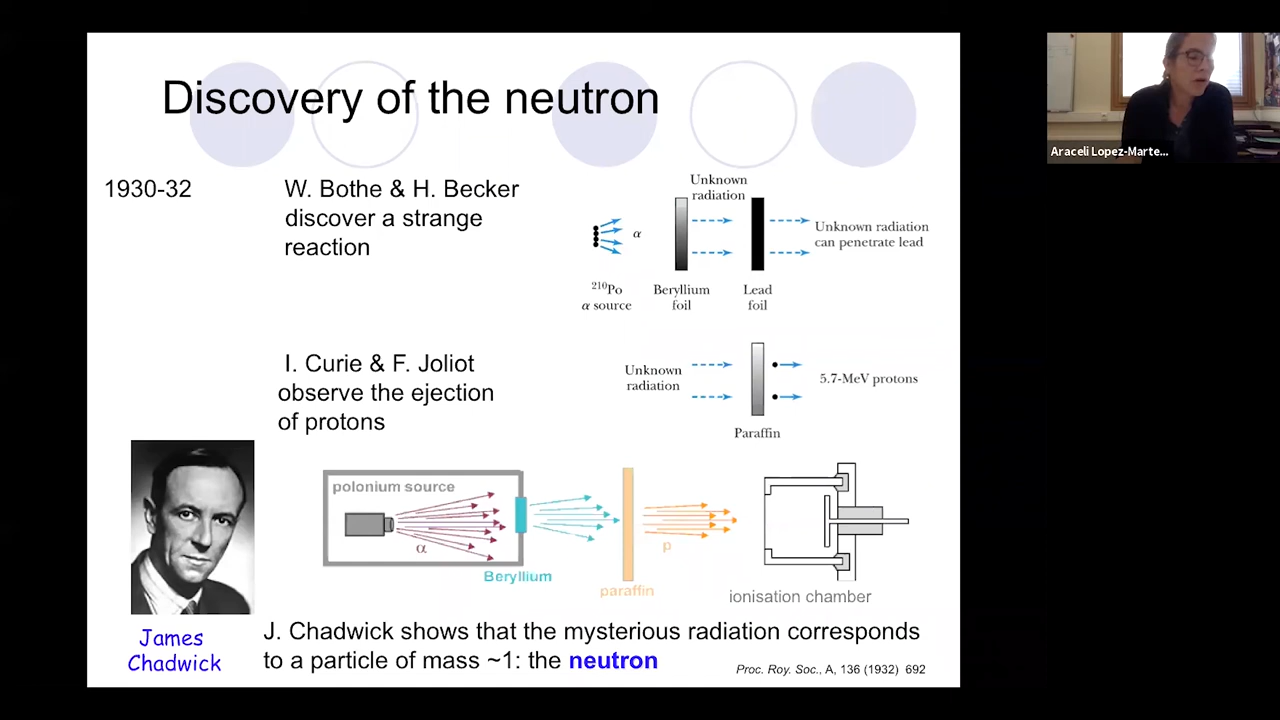 Discovery of the neutron
1930-32
W. Bothe & H. Becker
discover a strange
reaction
Unknown
radiation
α
Unknown radiation
can penetrate lead
²¹⁰Po
α source
Beryllium
foil
Lead
foil
I. Curie & F. Joliot
observe the ejection
of protons
Unknown
radiation
5.7-MeV protons
Paraffin
polonium source
α
Beryllium
paraffin
p
ionisation chamber
James
Chadwick
J. Chadwick shows that the mysterious radiation corresponds
to a particle of mass ~1: the neutron
Proc. Roy. Soc., A, 136 (1932) 692
Araceli Lopez-Marte...